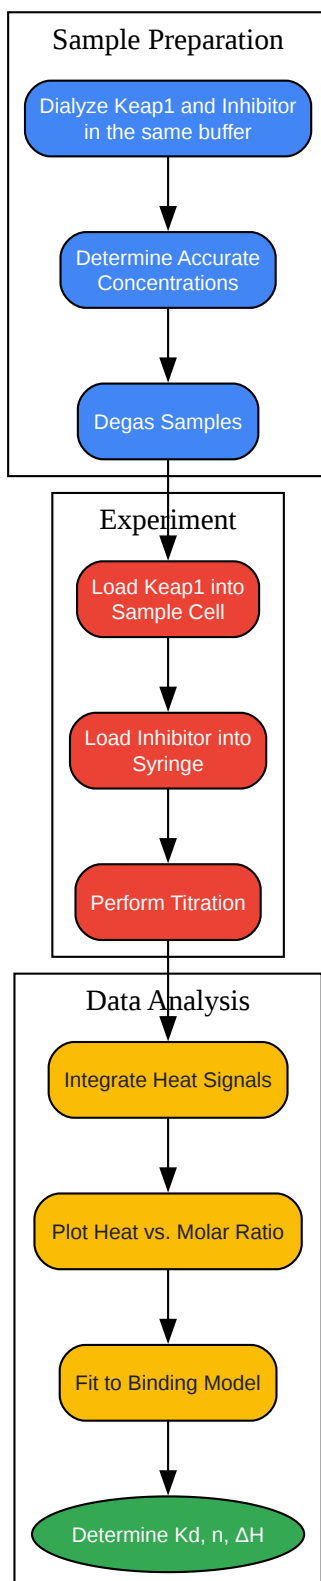 Sample Preparation
Dialyze Keap1 and Inhibitor
in the same buffer
Determine Accurate
Concentrations
Degas Samples
Experiment
Load Keap1 into
Sample Cell
Load Inhibitor into
Syringe
Perform Titration
Data Analysis
Integrate Heat Signals
Plot Heat vs. Molar Ratio
Fit to Binding Model
Determine Kd, n, ΔH